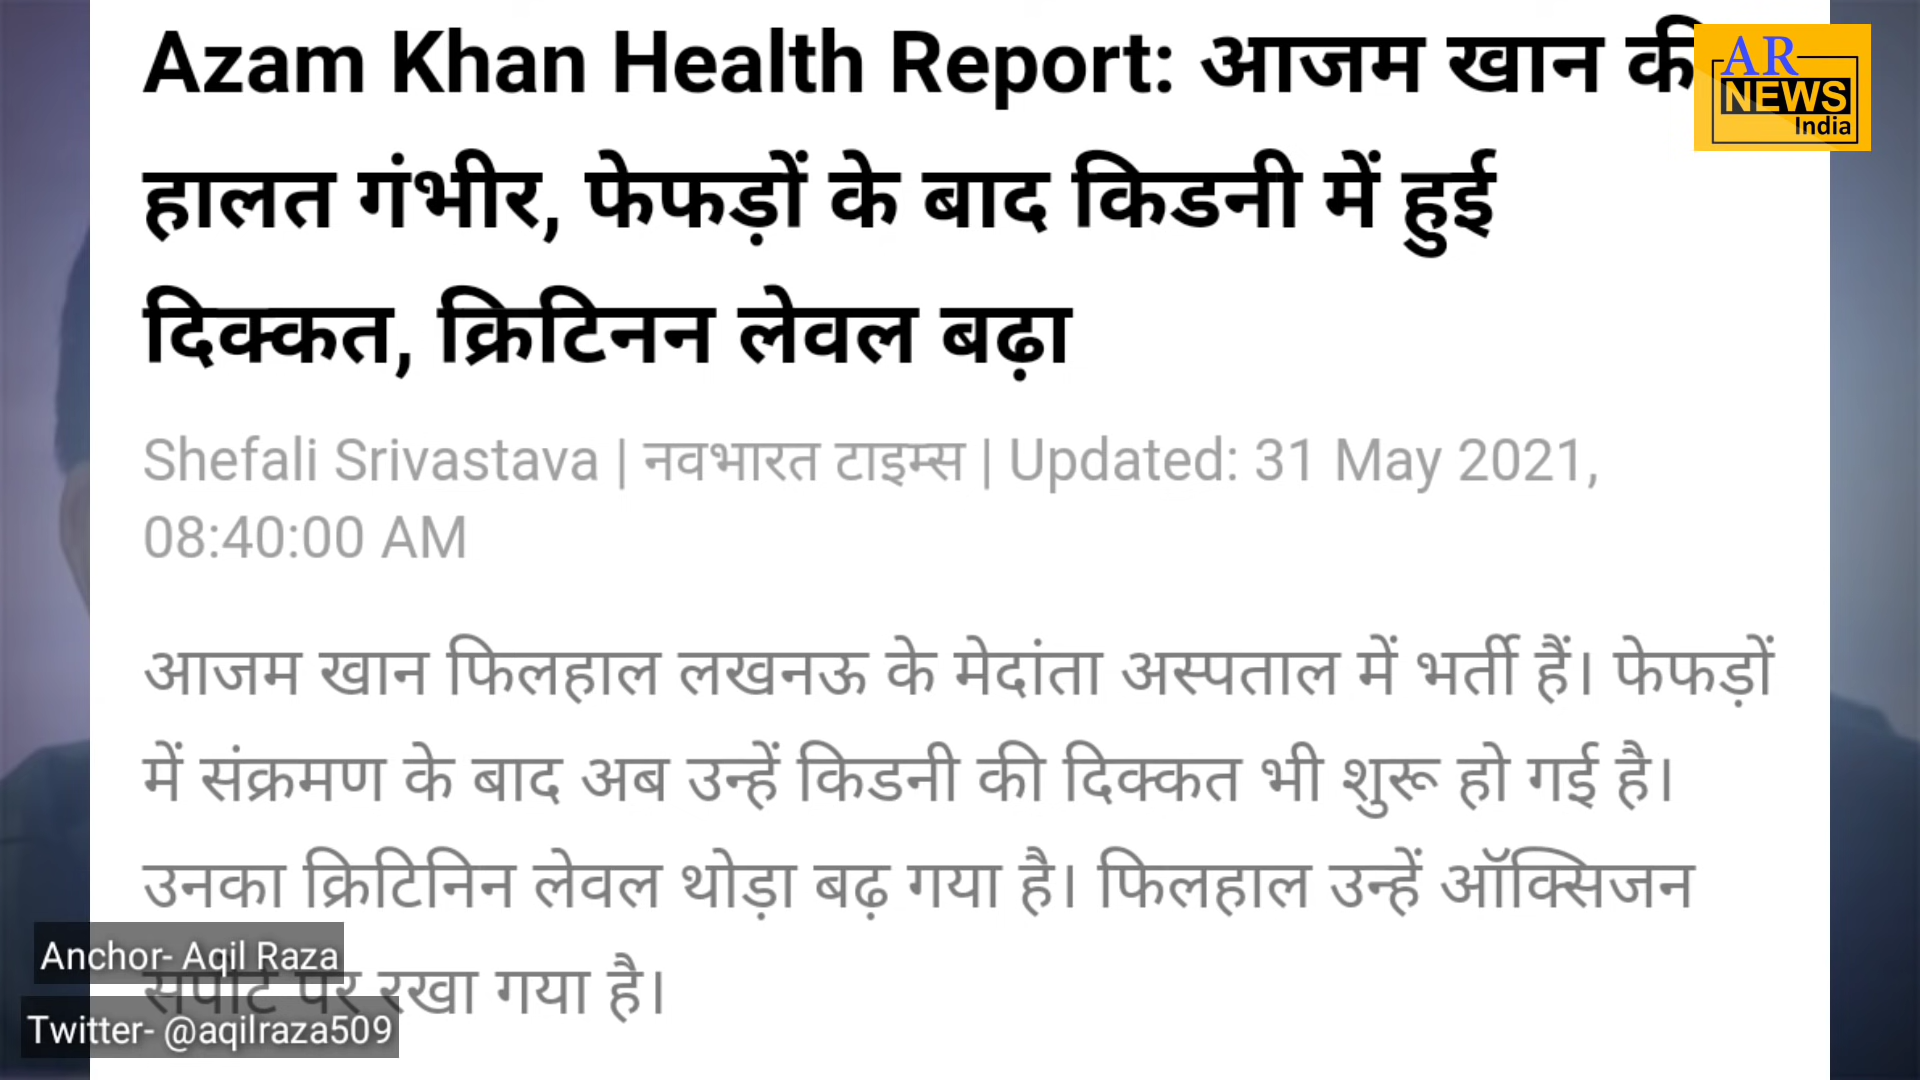 Azam Khan Health Report: आजम खान की
हालत गंभीर, फेफड़ों के बाद किडनी में हुई
दिक्कत, क्रिटिनन लेवल बढ़ा
Shefali Srivastava | नवभारत टाइम्स | Updated: 31 May 2021,
08:40:00 AM
आजम खान फिलहाल लखनऊ के मेदांता अस्पताल में भर्ती हैं। फेफड़ों
में संक्रमण के बाद अब उन्हें किडनी की दिक्कत भी शुरू हो गई है।
उनका क्रिटिनिन लेवल थोड़ा बढ़ गया है। फिलहाल उन्हें ऑक्सिजन
सपोर्ट पर रखा गया है।
AR
NEWS
India
Anchor- Aqil Raza
Twitter- @aqilraza509